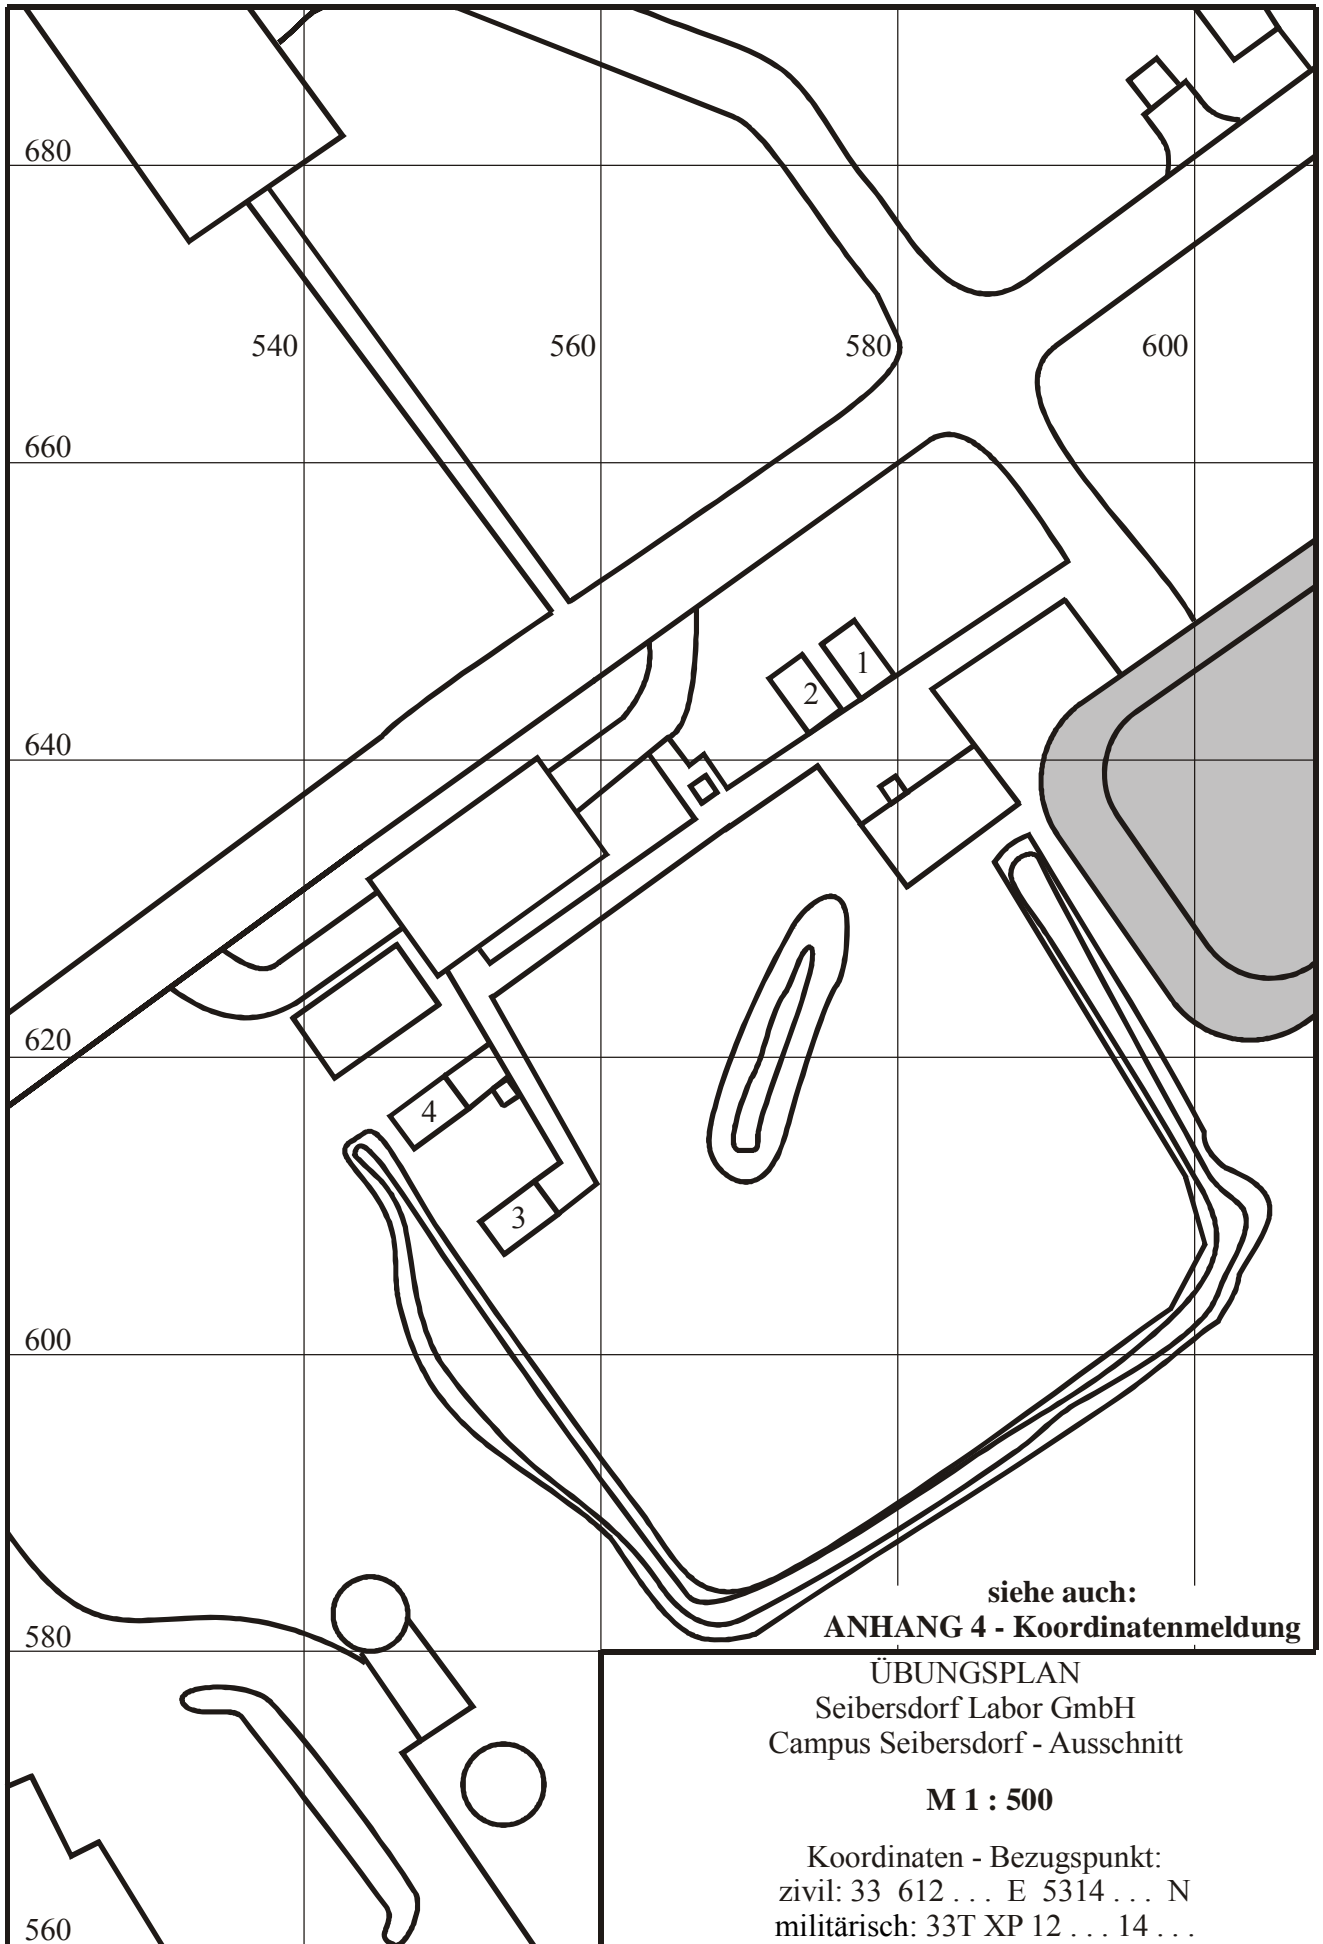 680
540 560 580 600
660
1
2
640
620
4
3
600
siehe auch:
ANHANG 4 - Koordinatenmeldung
580
ÜBUNGSPLAN
Seibersdorf Labor GmbH
Campus Seibersdorf - Ausschnitt
M 1 : 500
Koordinaten - Bezugspunkt:
zivil: 33 612 . . . E 5314 . . . N
militärisch: 33T XP 12 . . . 14 . . .
560